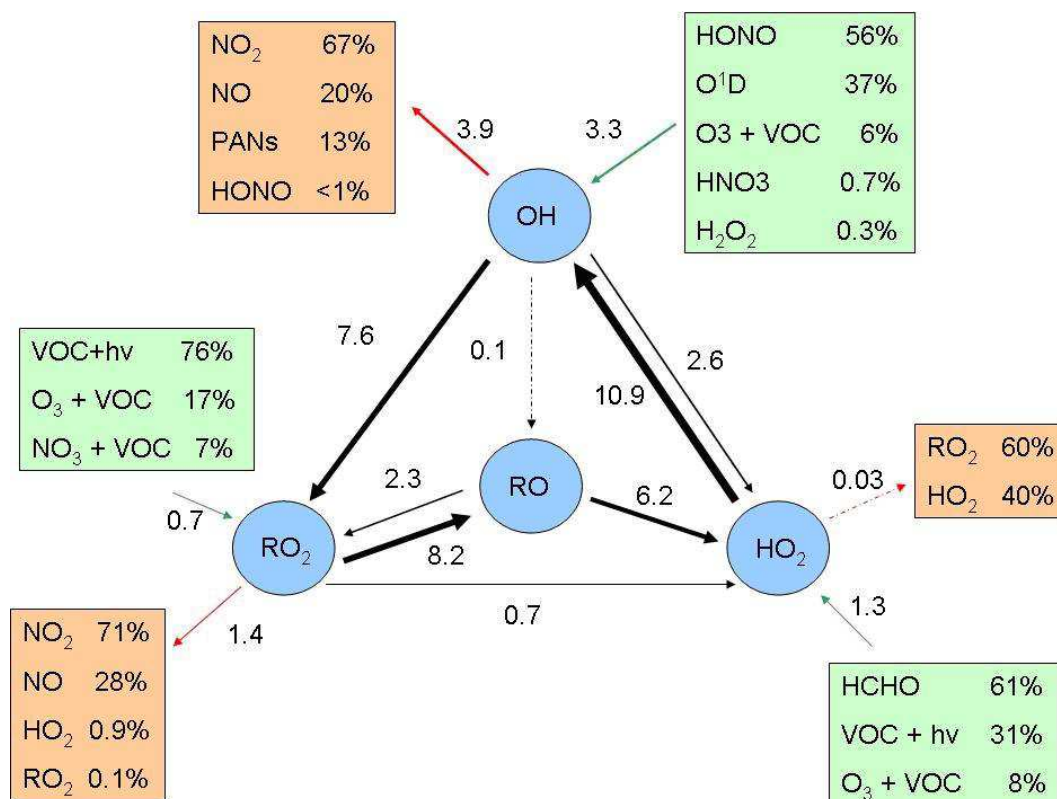 NO₂ 67%
NO 20%
PANs 13%
HONO <1%
HONO 56%
O¹D 37%
O3 + VOC 6%
HNO3 0.7%
H₂O₂ 0.3%
3.9
3.3
OH
7.6
0.1
2.6
10.9
VOC+hv 76%
O₃ + VOC 17%
NO₃ + VOC 7%
RO₂ 60%
HO₂ 40%
0.03
2.3
RO
6.2
0.7
RO₂
8.2
HO₂
0.7
1.4
1.3
NO₂ 71%
NO 28%
HO₂ 0.9%
RO₂ 0.1%
HCHO 61%
VOC + hv 31%
O₃ + VOC 8%